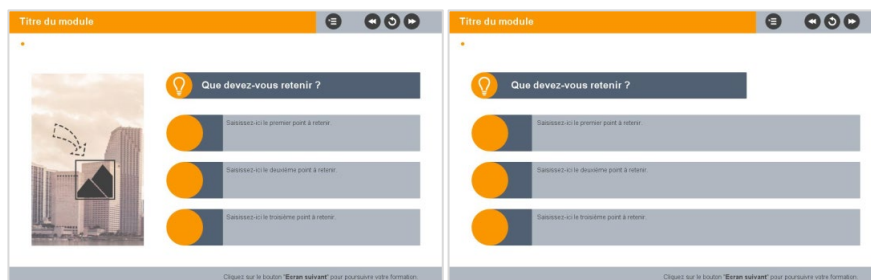 Titre du module
Que devez-vous retenir ?
Saisissez-ici le premier point à retenir.
Saisissez-ici le deuxième point à retenir.
Saisissez-ici le troisième point à retenir.
Cliquez sur le bouton "Ecran suivant" pour poursuivre votre formation.
Titre du module
Que devez-vous retenir ?
Saisissez-ici le premier point à retenir.
Saisissez-ici le deuxième point à retenir.
Saisissez-ici le troisième point à retenir.
Cliquez sur le bouton "Ecran suivant" pour poursuivre votre formation.